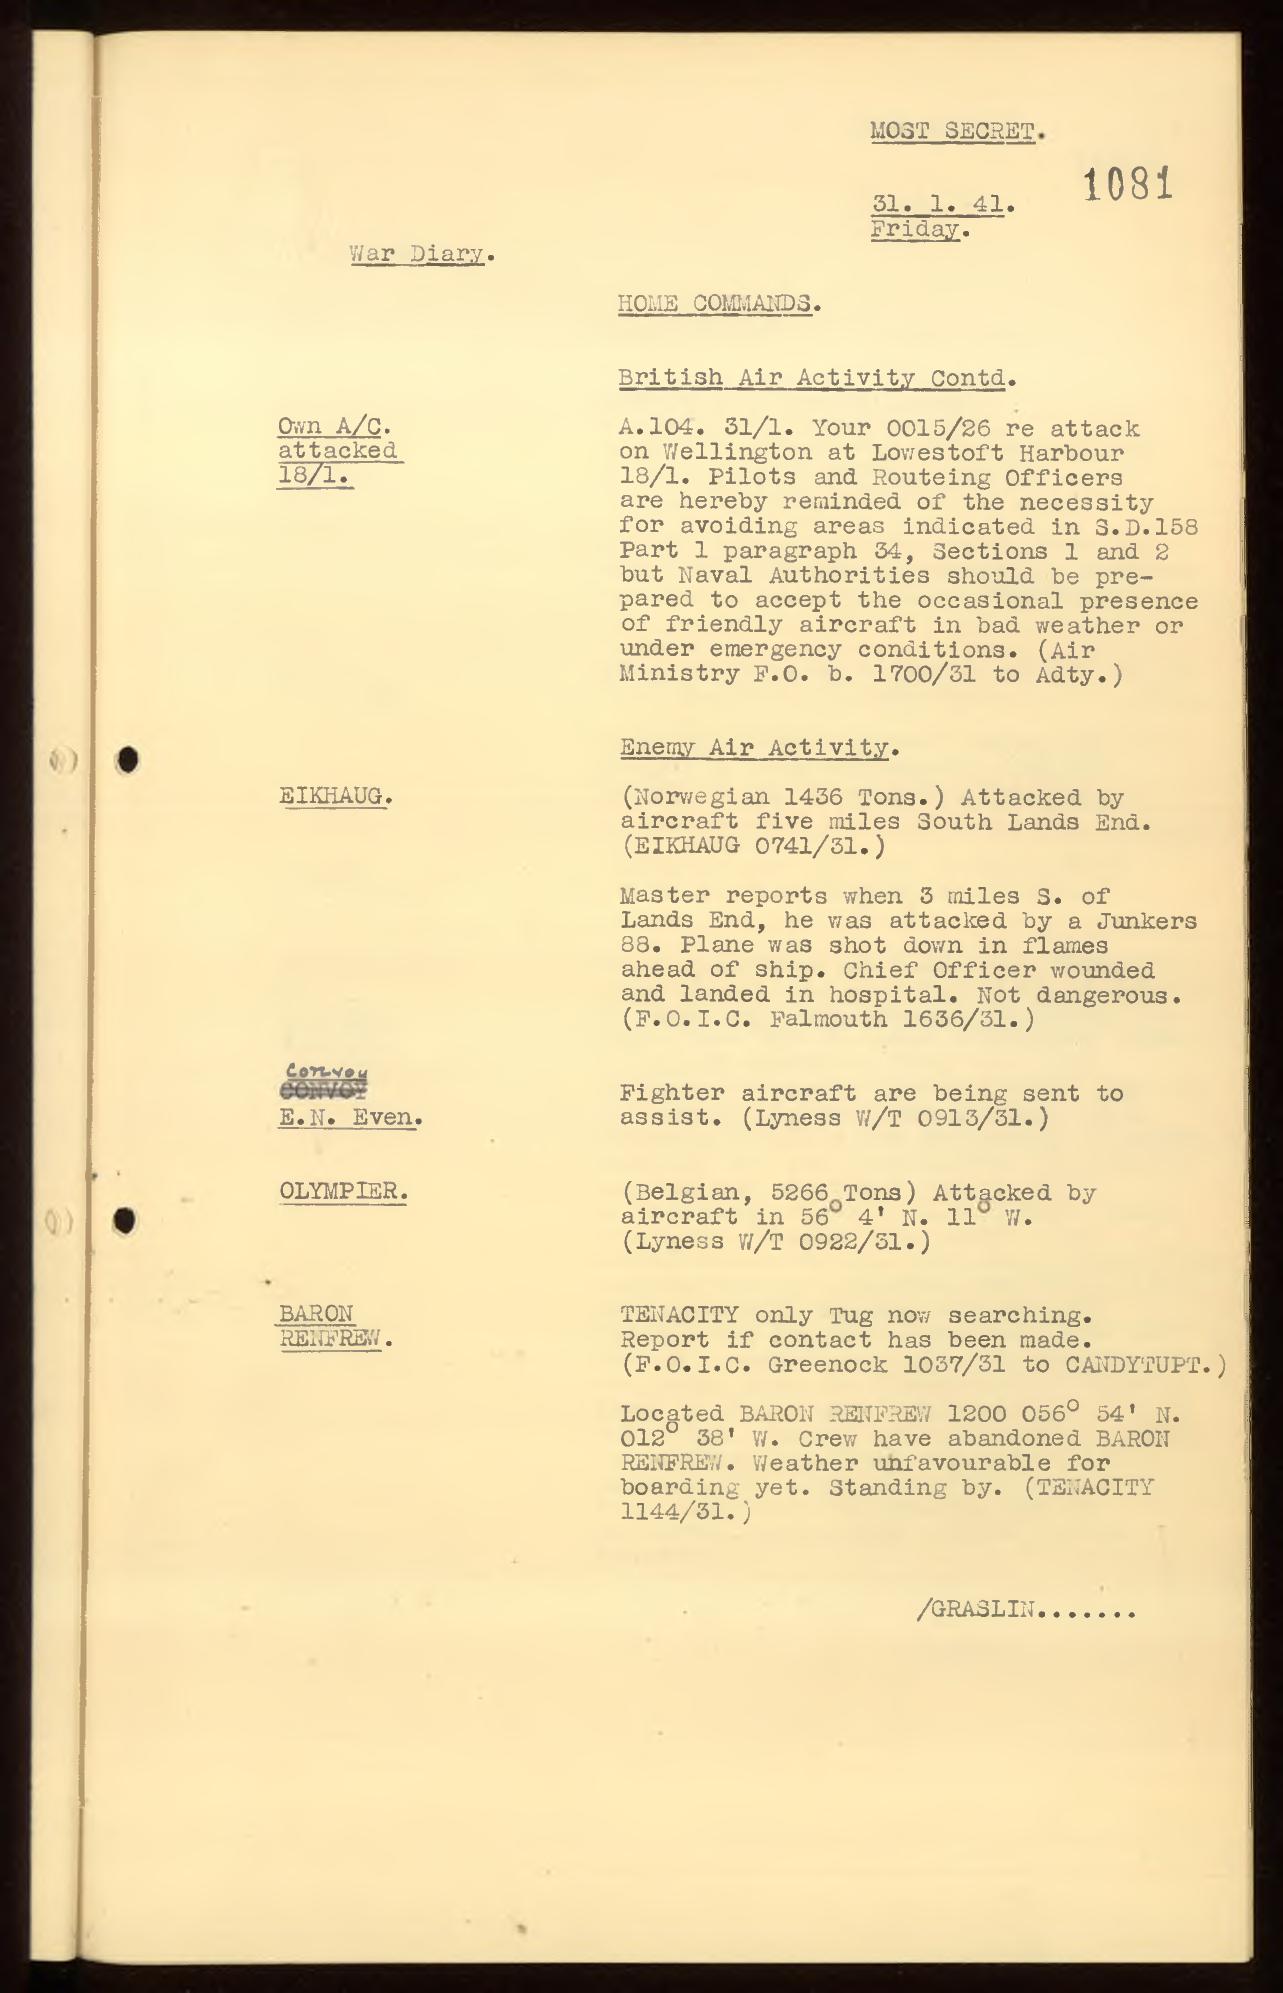 MOST SECRET.
1081
31. 1. 41.
Friday.
War Diary.
HOME COMMANDS.
British Air Activity Contd.
Own A/C.
attacked
18/1.
A.104. 31/1. Your 0015/26 re attack
on Wellington at Lowestoft Harbour
18/1. Pilots and Routeing Officers
are hereby reminded of the necessity
for avoiding areas indicated in S.D.158
Part 1 paragraph 34, Sections 1 and 2
but Naval Authorities should be pre-
pared to accept the occasional presence
of friendly aircraft in bad weather or
under emergency conditions. (Air
Ministry F.O. b. 1700/31 to Adty.)
Enemy Air Activity.
EIKHAUG.
(Norwegian 1436 Tons.) Attacked by
aircraft five miles South Lands End.
(EIKHAUG 0741/31.)
Master reports when 3 miles S. of
Lands End, he was attacked by a Junkers
88. Plane was shot down in flames
ahead of ship. Chief Officer wounded
and landed in hospital. Not dangerous.
(F.O.I.C. Falmouth 1636/31.)
Convoy
CONVOY
E.N. Even.
Fighter aircraft are being sent to
assist. (Lyness W/T 0913/31.)
OLYMPIER.
(Belgian, 5266 Tons) Attacked by
aircraft in 56° 4' N. 11° W.
(Lyness W/T 0922/31.)
BARON
RENFREW.
TENACITY only Tug now searching.
Report if contact has been made.
(F.O.I.C. Greenock 1037/31 to CANDYTUPT.)
Located BARON RENFREW 1200 056° 54' N.
012° 38' W. Crew have abandoned BARON
RENFREW. Weather unfavourable for
boarding yet. Standing by. (TENACITY
1144/31.)
/GRASLIN.......